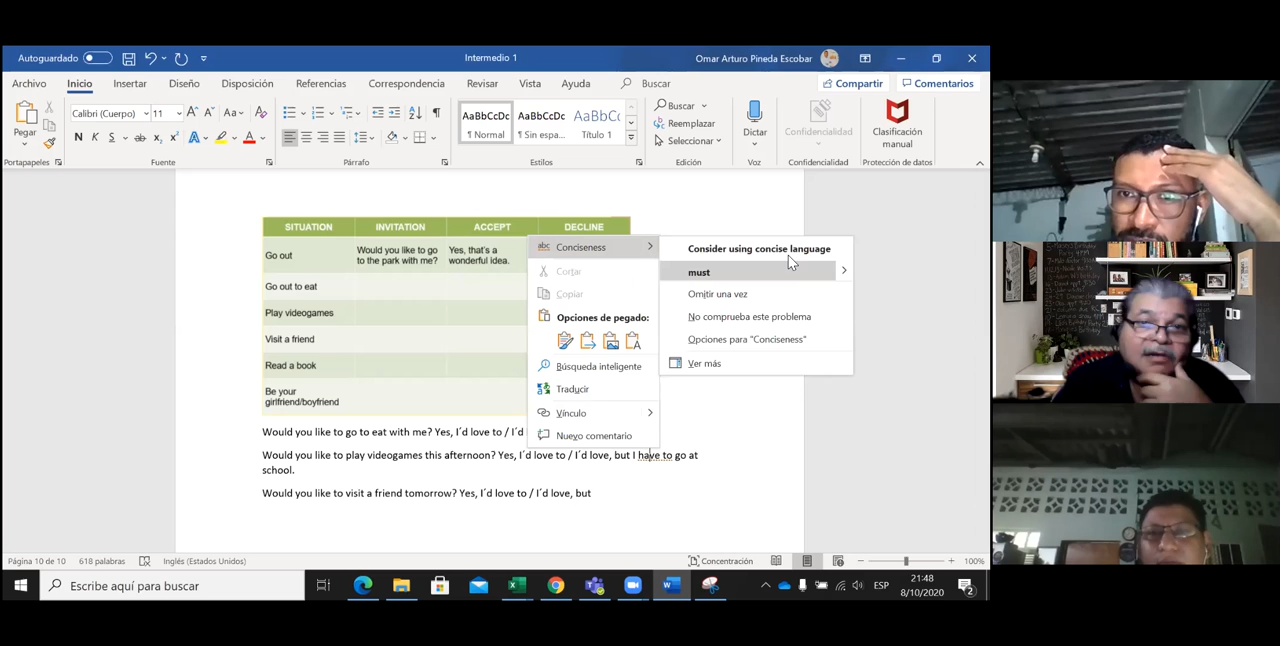 Autoguardado
Intermedio 1
Omar Arturo Pineda Escobar
Archivo Inicio Insertar Diseño Disposición Referencias Correspondencia Revisar Vista Ayuda Buscar
Compartir Comentarios
Pegar
Calibri (Cuerpo) 11 A A Aa
N K S ab x₂ x² A A
AaBbCcDc AaBbCcDc AaBbCc
¶ Normal ¶ Sin espa... Título 1
Buscar
Reemplazar
Seleccionar
Dictar
Confidencialidad
Clasificación
manual
Portapapeles Fuente Párrafo Estilos Edición Voz Confidencialidad Protección de datos
SITUATION INVITATION ACCEPT DECLINE
Go out
Would you like to go
to the park with me?
Yes, that's a
wonderful idea.
Go out to eat
Play videogames
Visit a friend
Read a book
Be your
girlfriend/boyfriend
abc Conciseness
Cortar
Copiar
Opciones de pegado:
Búsqueda inteligente
Traducir
Vínculo
Nuevo comentario
Consider using concise language
must
Omitir una vez
No comprueba este problema
Opciones para "Conciseness"
Ver más
Would you like to go to eat with me? Yes, I´d love to / I´d
Would you like to play videogames this afternoon? Yes, I´d love to / I´d love, but I have to go at
school.
Would you like to visit a friend tomorrow? Yes, I´d love to / I´d love, but
Página 10 de 10 618 palabras Inglés (Estados Unidos) Concentración 100%
Escribe aquí para buscar
ESP
21:48
8/10/2020
2